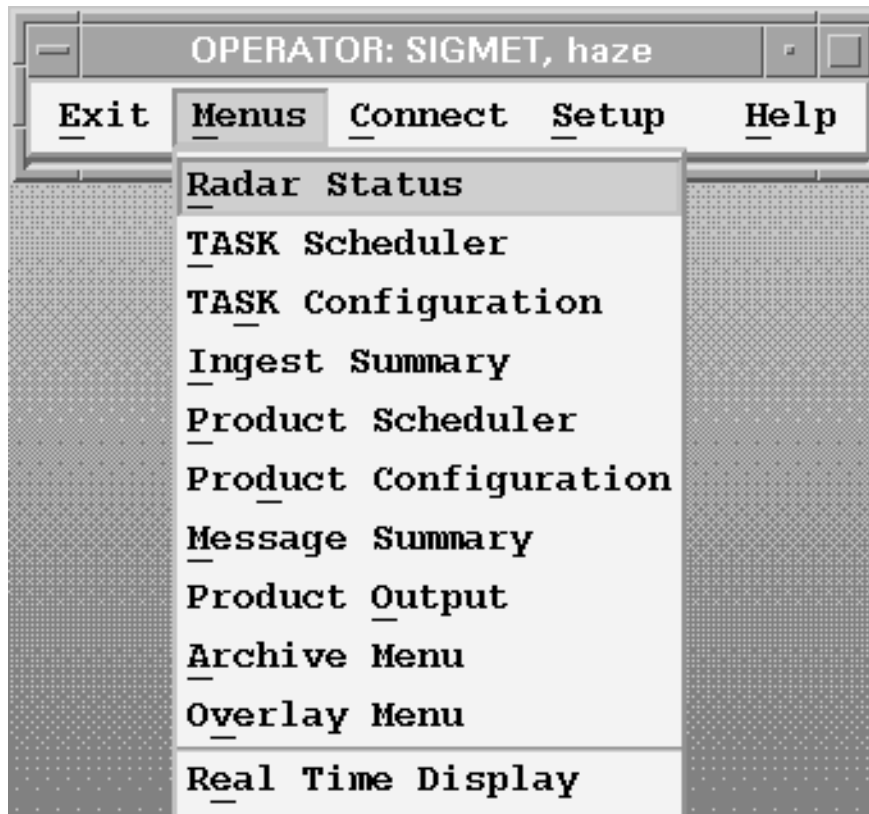 OPERATOR: SIGMET, haze
Exit Menus Connect Setup Help
Radar Status
TASK Scheduler
TASK Configuration
Ingest Summary
Product Scheduler
Product Configuration
Message Summary
Product Output
Archive Menu
Overlay Menu
Real Time Display